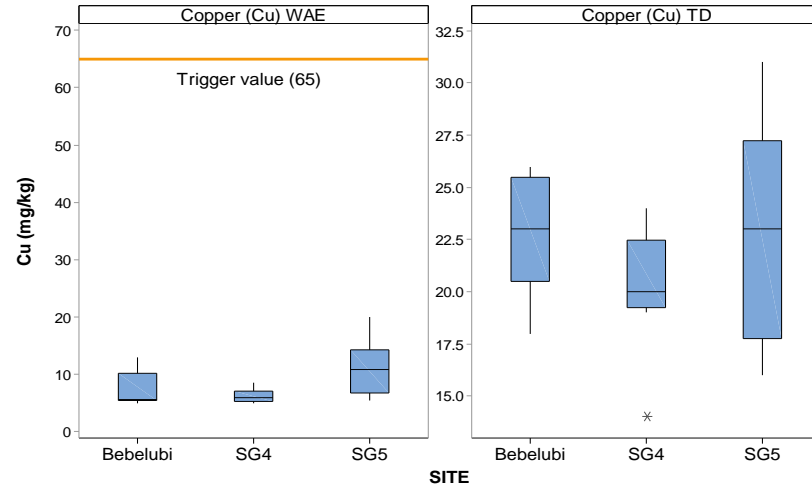 Copper (Cu) WAE
Copper (Cu) TD
70
60
50
40
30
20
10
0
Trigger value (65)
32.5
30.0
27.5
25.0
22.5
20.0
17.5
15.0
Cu (mg/kg)
Bebelubi SG4 SG5
Bebelubi SG4 SG5
SITE